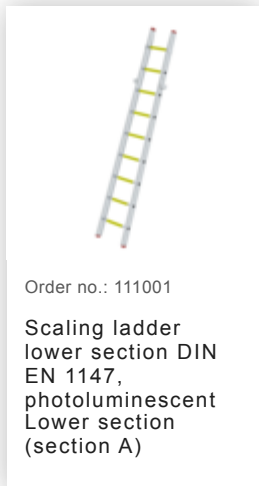 Order no.: 111001
Scaling ladder
lower section DIN
EN 1147,
photoluminescent
Lower section
(section A)